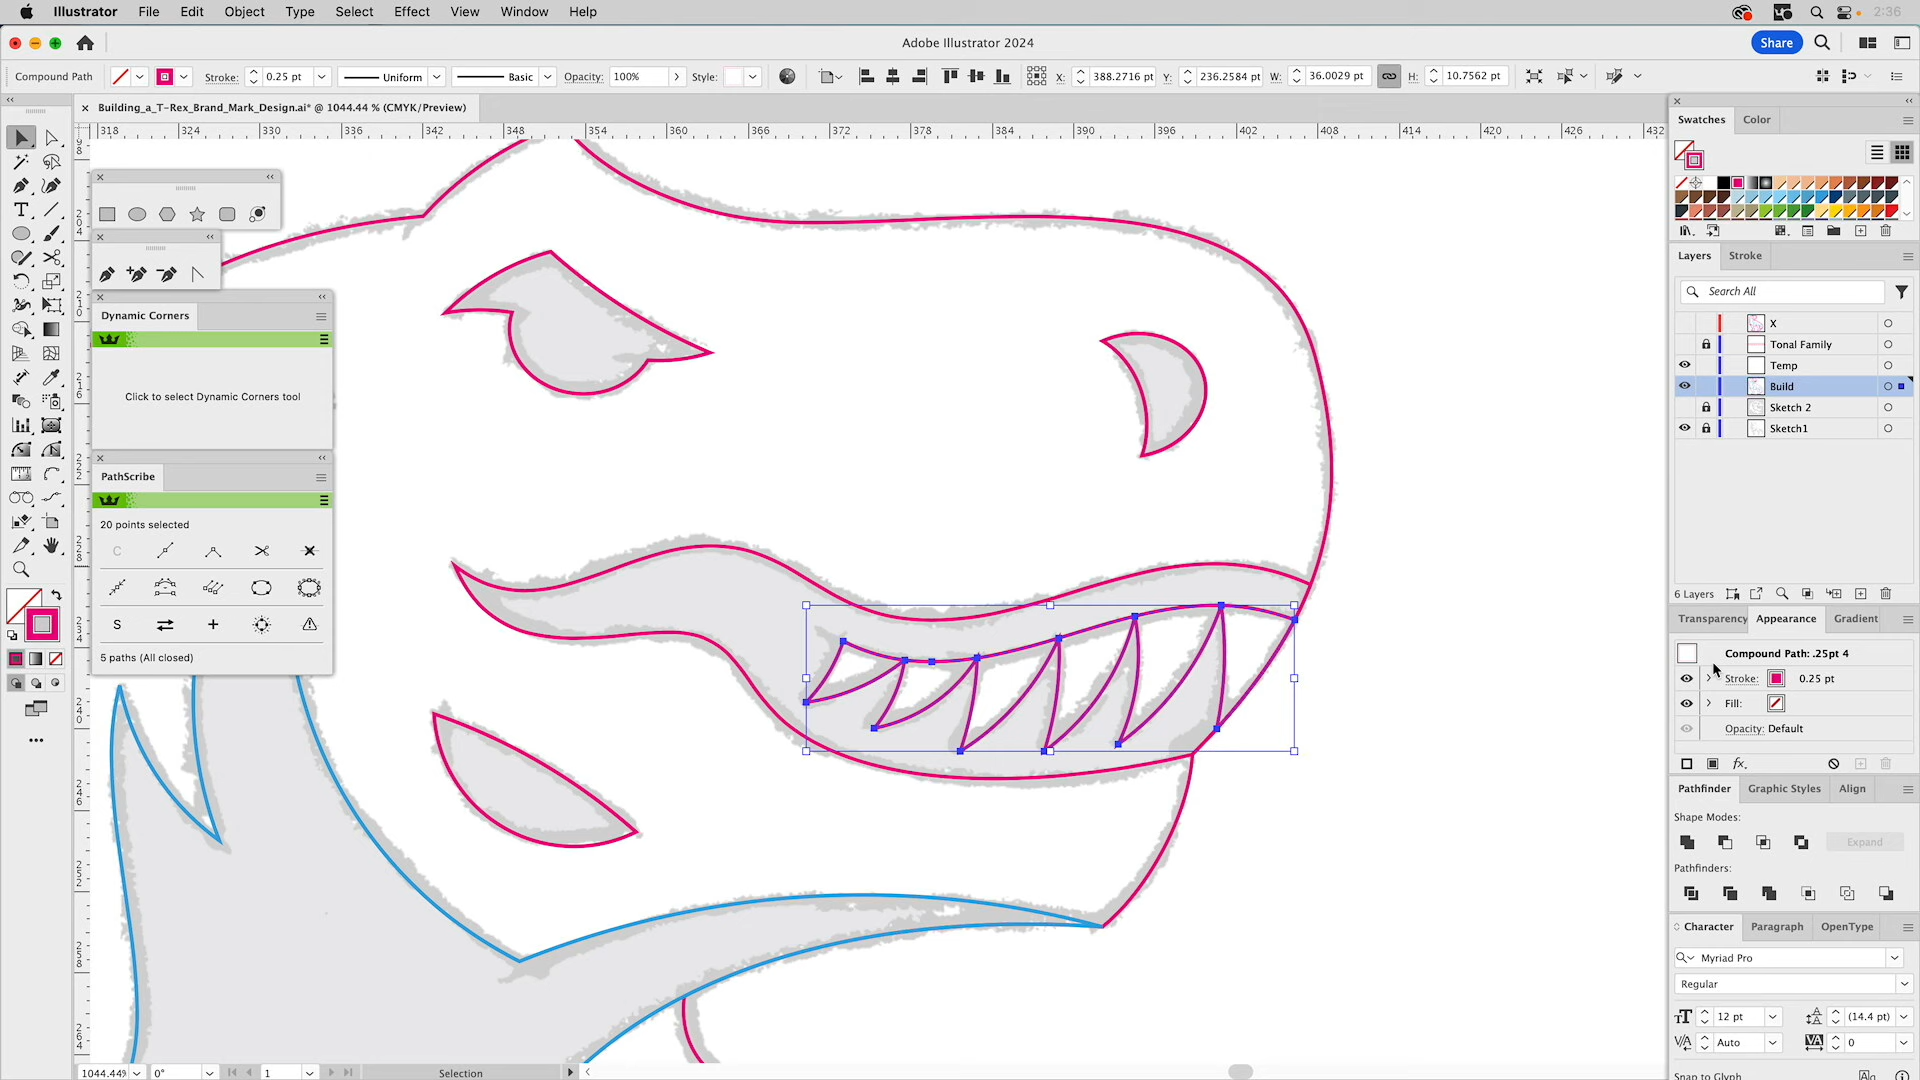 Illustrator File Edit Object Type Select Effect View Window Help 2:36
Adobe Illustrator 2024 Share
Compound Path Stroke: 0.25 pt Uniform Basic Opacity: 100% Style: X: 388.2716 pt Y: 236.2584 pt W: 36.0029 pt H: 10.7562 pt
Building_a_T-Rex_Brand_Mark_Design.ai* @ 1044.44 % (CMYK/Preview)
318 324 330 336 342 348 354 360 366 372 378 384 390 396 402 408 414 420 426 432
Swatches Color
Dynamic Corners
Click to select Dynamic Corners tool
PathScribe
20 points selected
5 paths (All closed)
Layers Stroke
Search All
X
Tonal Family
Temp
Build
Sketch 2
Sketch1
6 Layers
Transparency Appearance Gradient
Compound Path: .25pt 4
Stroke: 0.25 pt
Fill:
Opacity: Default
fx
Pathfinder Graphic Styles Align
Shape Modes:
Expand
Pathfinders:
Character Paragraph OpenType
Myriad Pro
Regular
12 pt (14.4 pt)
Auto 0
Snap to Glyph
1044.44% 0° 1 Selection